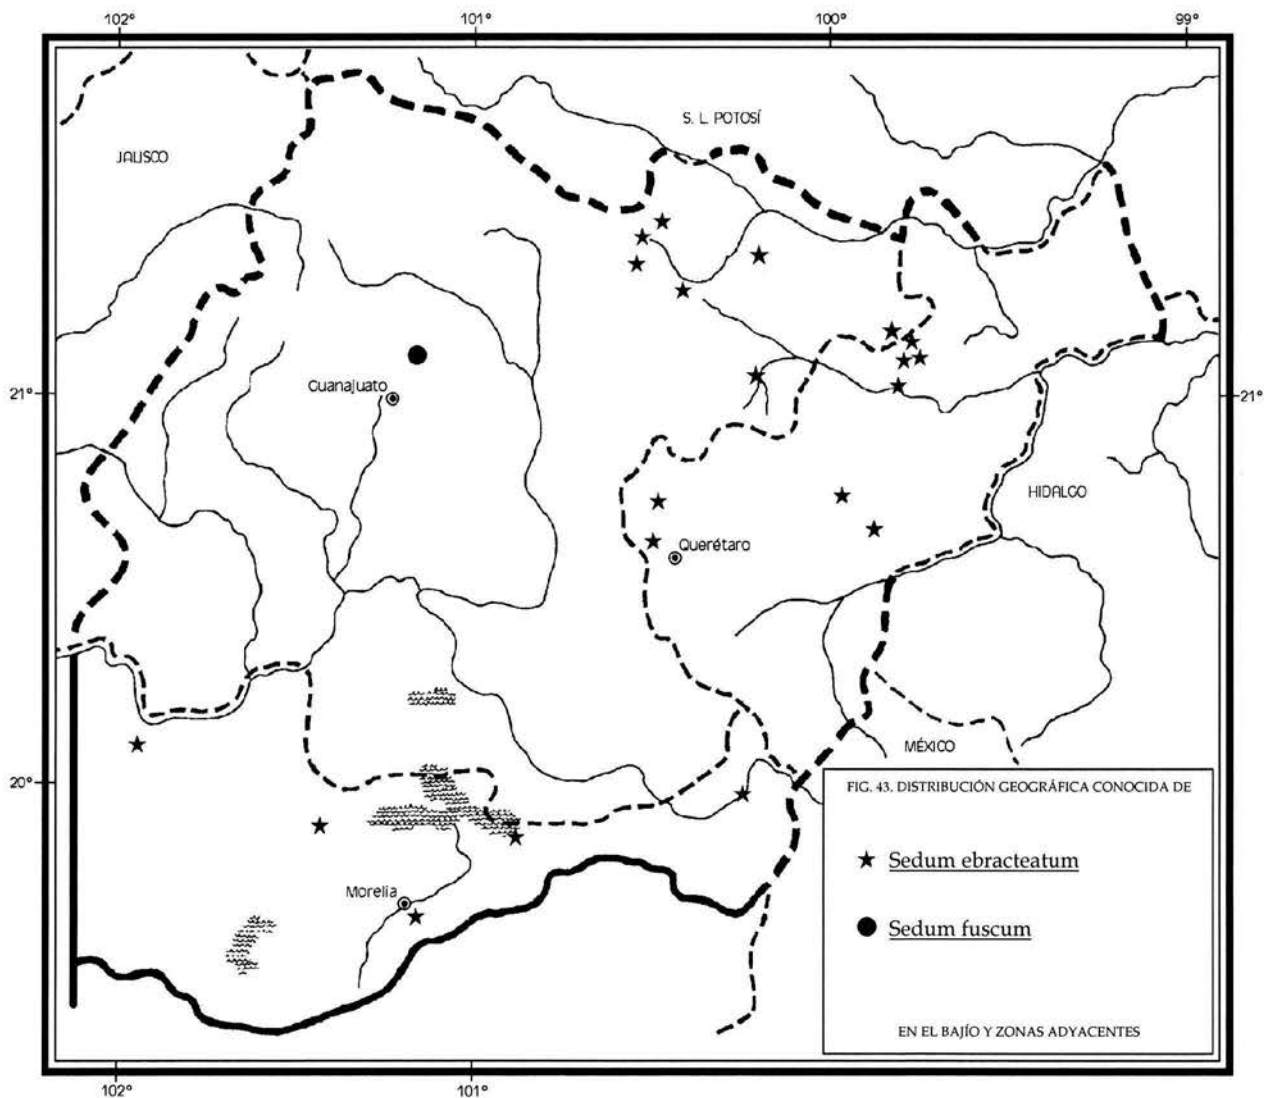 102°
101°
100°
99°
S. L. POTOSÍ
JALISCO
Guanajuato
21°
21°
HIDALGO
Querétaro
MÉXICO
20°
FIG. 43. DISTRIBUCIÓN GEOGRÁFICA CONOCIDA DE
Sedum ebracteatum
Morelia
Sedum fuscum
EN EL BAJÍO Y ZONAS ADYACENTES
102°
101°